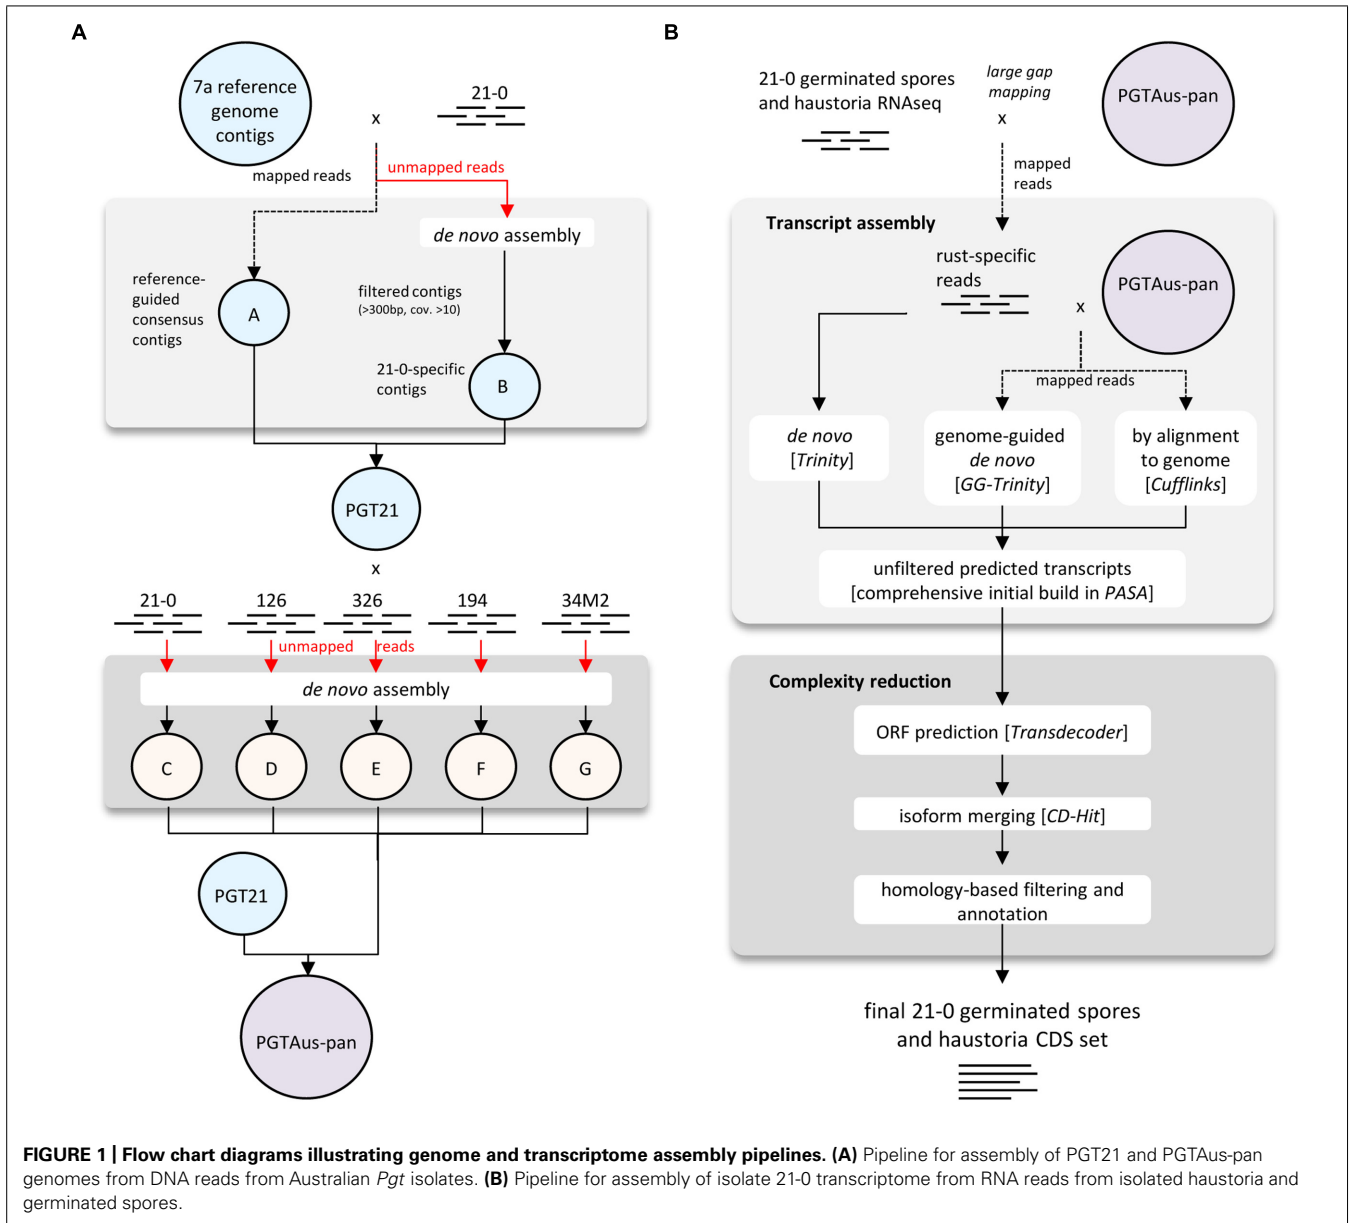 A
7a reference
genome
contigs
x
21-0
mapped reads
unmapped reads
de novo assembly
reference-
guided
consensus
contigs
A
filtered contigs
(>300bp, cov. >10)
21-0-specific
contigs
B
PGT21
x
21-0
126
326
194
34M2
unmapped reads
de novo assembly
C
D
E
F
G
PGT21
PGTAus-pan
B
21-0 germinated spores
and haustoria RNAseq
large gap
mapping
x
PGTAus-pan
mapped
reads
Transcript assembly
rust-specific
reads
x
PGTAus-pan
mapped reads
de novo
[Trinity]
genome-guided
de novo
[GG-Trinity]
by alignment
to genome
[Cufflinks]
unfiltered predicted transcripts
[comprehensive initial build in PASA]
Complexity reduction
ORF prediction [Transdecoder]
isoform merging [CD-Hit]
homology-based filtering and
annotation
final 21-0 germinated spores
and haustoria CDS set
FIGURE 1 | Flow chart diagrams illustrating genome and transcriptome assembly pipelines. (A) Pipeline for assembly of PGT21 and PGTAus-pan
genomes from DNA reads from Australian Pgt isolates. (B) Pipeline for assembly of isolate 21-0 transcriptome from RNA reads from isolated haustoria and
germinated spores.